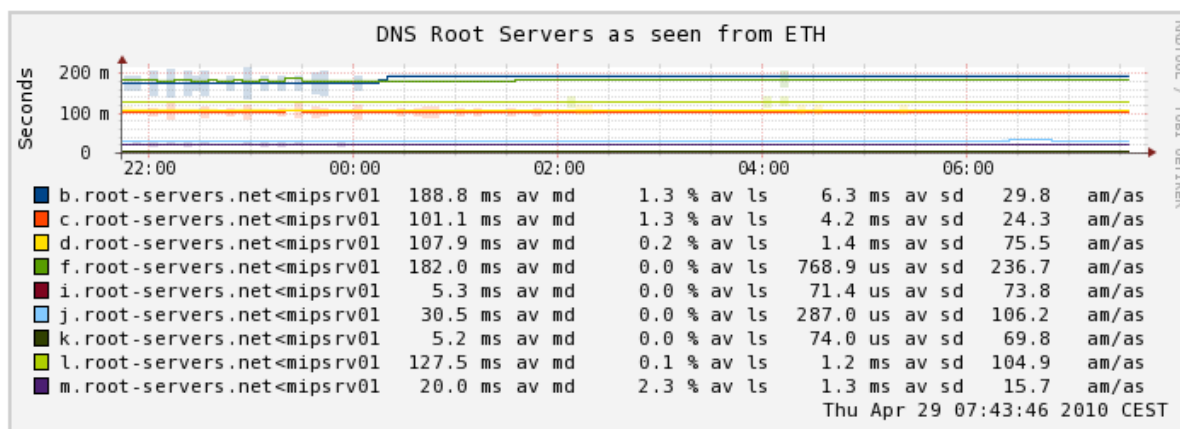 DNS Root Servers as seen from ETH
Seconds
200 m
100 m
0
22:00 00:00 02:00 04:00 06:00
b.root-servers.net<mipsrv01 188.8 ms av md 1.3 % av ls 6.3 ms av sd 29.8 am/as
c.root-servers.net<mipsrv01 101.1 ms av md 1.3 % av ls 4.2 ms av sd 24.3 am/as
d.root-servers.net<mipsrv01 107.9 ms av md 0.2 % av ls 1.4 ms av sd 75.5 am/as
f.root-servers.net<mipsrv01 182.0 ms av md 0.0 % av ls 768.9 us av sd 236.7 am/as
i.root-servers.net<mipsrv01 5.3 ms av md 0.0 % av ls 71.4 us av sd 73.8 am/as
j.root-servers.net<mipsrv01 30.5 ms av md 0.0 % av ls 287.0 us av sd 106.2 am/as
k.root-servers.net<mipsrv01 5.2 ms av md 0.0 % av ls 74.0 us av sd 69.8 am/as
l.root-servers.net<mipsrv01 127.5 ms av md 0.1 % av ls 1.2 ms av sd 104.9 am/as
m.root-servers.net<mipsrv01 20.0 ms av md 2.3 % av ls 1.3 ms av sd 15.7 am/as
Thu Apr 29 07:43:46 2010 CEST